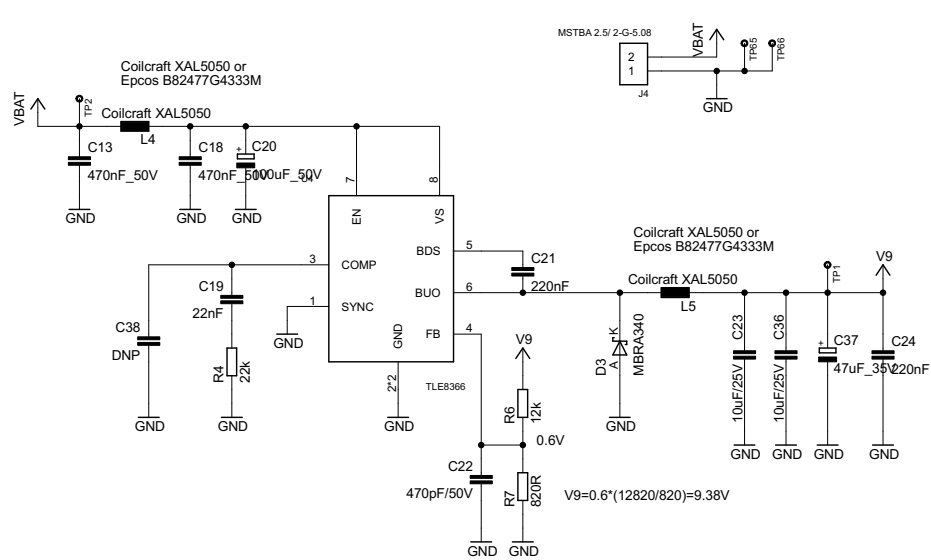 MSTBA 2.5/ 2-G-5.08
VBAT
TP65
TP66
2
1
J4
GND
Coilcraft XAL5050 or
Epcos B82477G4333M
VBAT
TP2
Coilcraft XAL5050
L4
C13
470nF_50V
C18
470nF_50V
+
C20
100uF_50V
GND
GND
GND
7
8
EN
VS
3
COMP
BDS
5
1
SYNC
BUO
6
GND
FB
4
2*2
TLE8366
GND
C19
22nF
GND
C38
DNP
R4
22k
GND
GND
C21
220nF
Coilcraft XAL5050 or
Epcos B82477G4333M
Coilcraft XAL5050
L5
TP1
V9
D3
A
K
MBRA340
GND
C23
10uF/25V
C36
10uF/25V
+
C37
47uF_35V
C24
220nF
GND
GND
GND
GND
V9
R6
12k
0.6V
C22
470pF/50V
R7
820R
V9=0.6*(12820/820)=9.38V
GND
GND